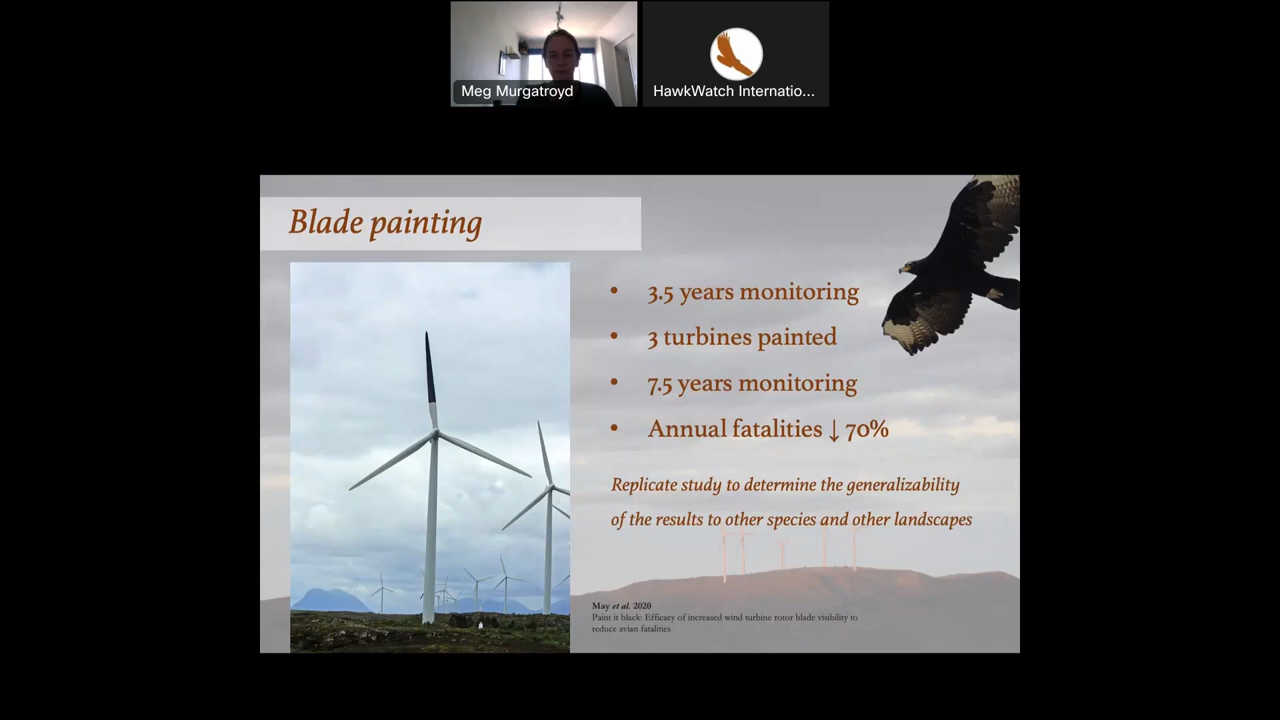 Meg Murgatroyd
HawkWatch Internatio...
Blade painting
• 3.5 years monitoring
• 3 turbines painted
• 7.5 years monitoring
• Annual fatalities ↓ 70%
Replicate study to determine the generalizability
of the results to other species and other landscapes
May et al. 2020
Paint it black: Efficacy of increased wind turbine rotor blade visibility to
reduce avian fatalities